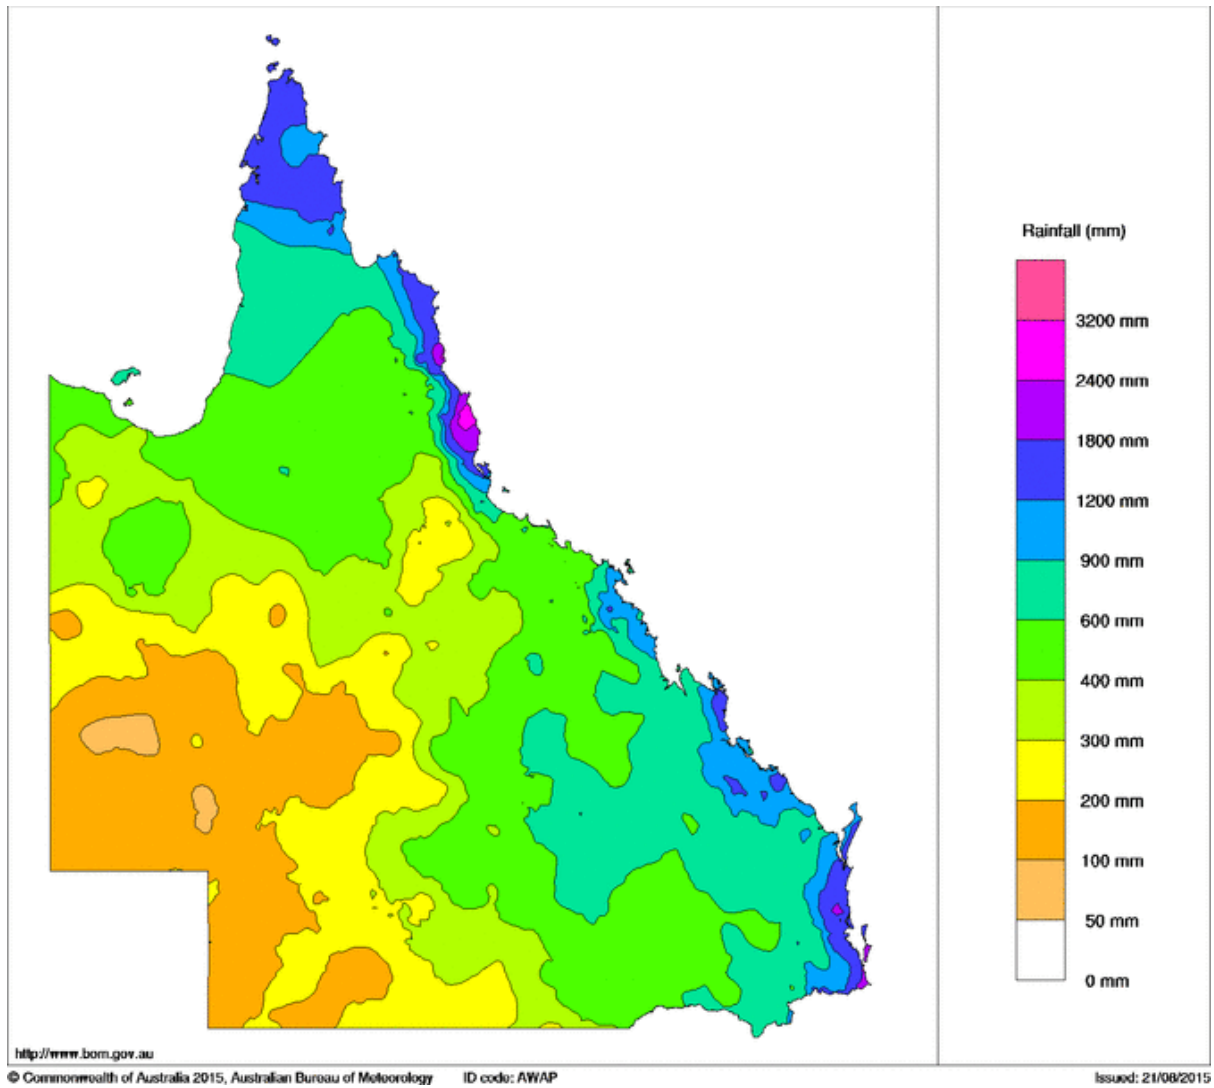 Rainfall (mm)
3200 mm
2400 mm
1800 mm
1200 mm
900 mm
600 mm
400 mm
300 mm
200 mm
100 mm
50 mm
0 mm
http://www.bom.gov.au
© Commonwealth of Australia 2015, Australian Bureau of Meteorology ID code: AWAP Issued: 21/08/2015